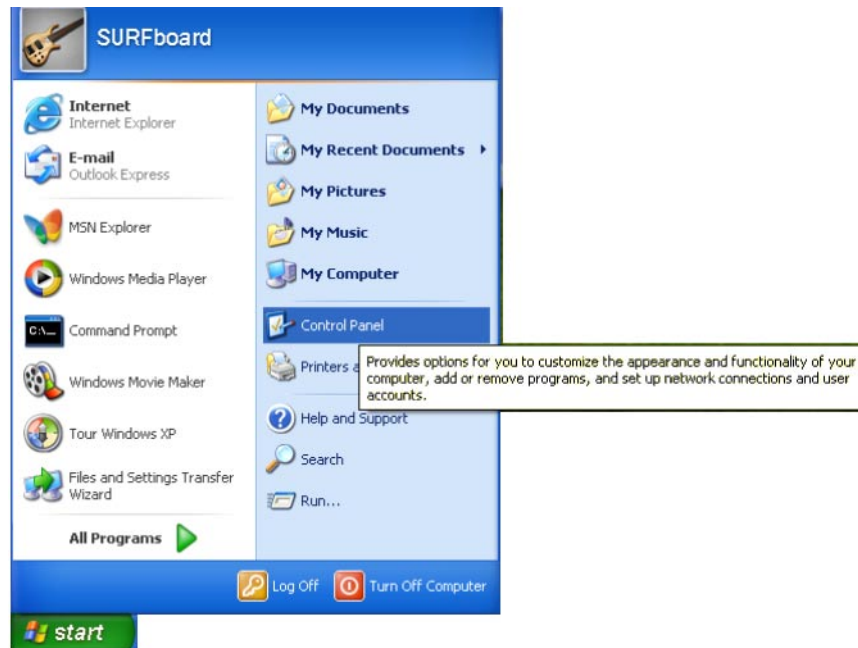 SURFboard
Internet
Internet Explorer
E-mail
Outlook Express
MSN Explorer
Windows Media Player
C:\_
Command Prompt
Windows Movie Maker
Tour Windows XP
Files and Settings Transfer
Wizard
All Programs
My Documents
My Recent Documents
My Pictures
My Music
My Computer
Control Panel
Printers a
Provides options for you to customize the appearance and functionality of your
computer, add or remove programs, and set up network connections and user
accounts.
Help and Support
Search
Run...
Log Off
Turn Off Computer
start